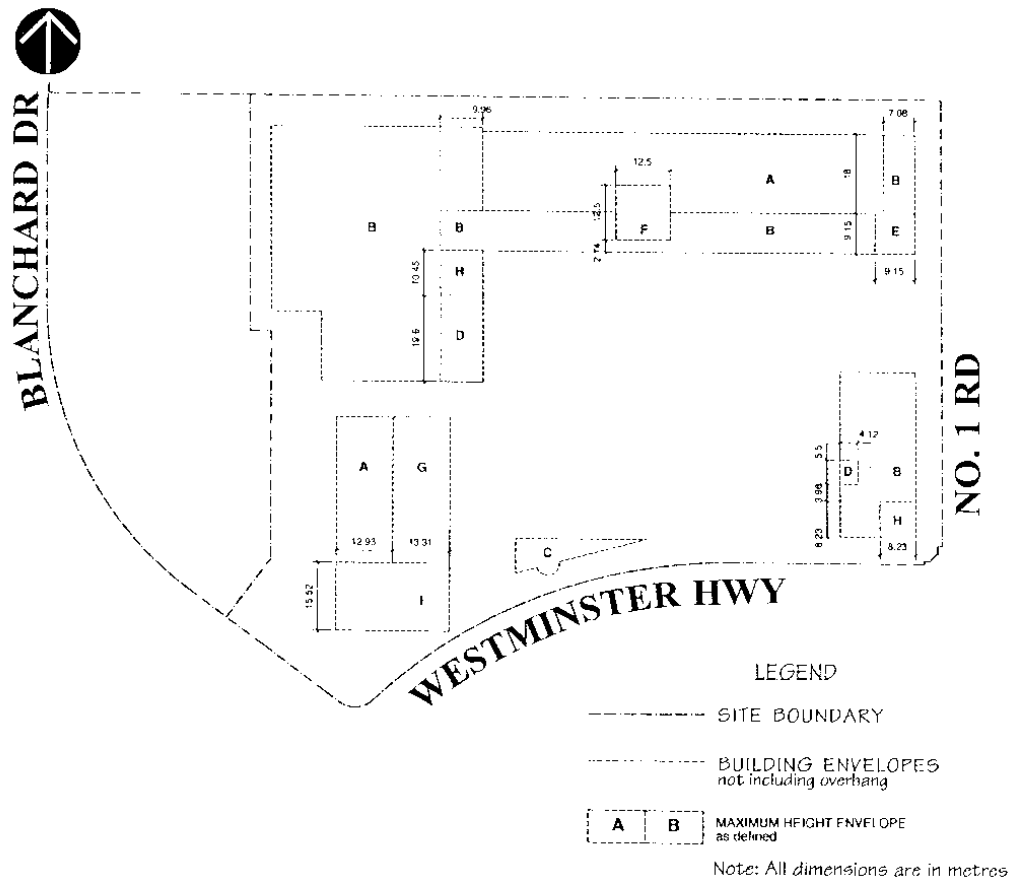 BLANCHARD DR
9.96
7.08
12.5
A
18
B
12.5
B
B
F
B
9.15
E
2.74
10.45
H
9.15
19.6
D
NO. 1 RD
4.12
5.5
A
G
D
B
3.96
H
12.93
13.31
C
8.23
8.23
15.52
I
WESTMINSTER HWY
LEGEND
SITE BOUNDARY
BUILDING ENVELOPES
not including overhang
A B MAXIMUM HEIGHT ENVELOPE
as defined
Note: All dimensions are in metres